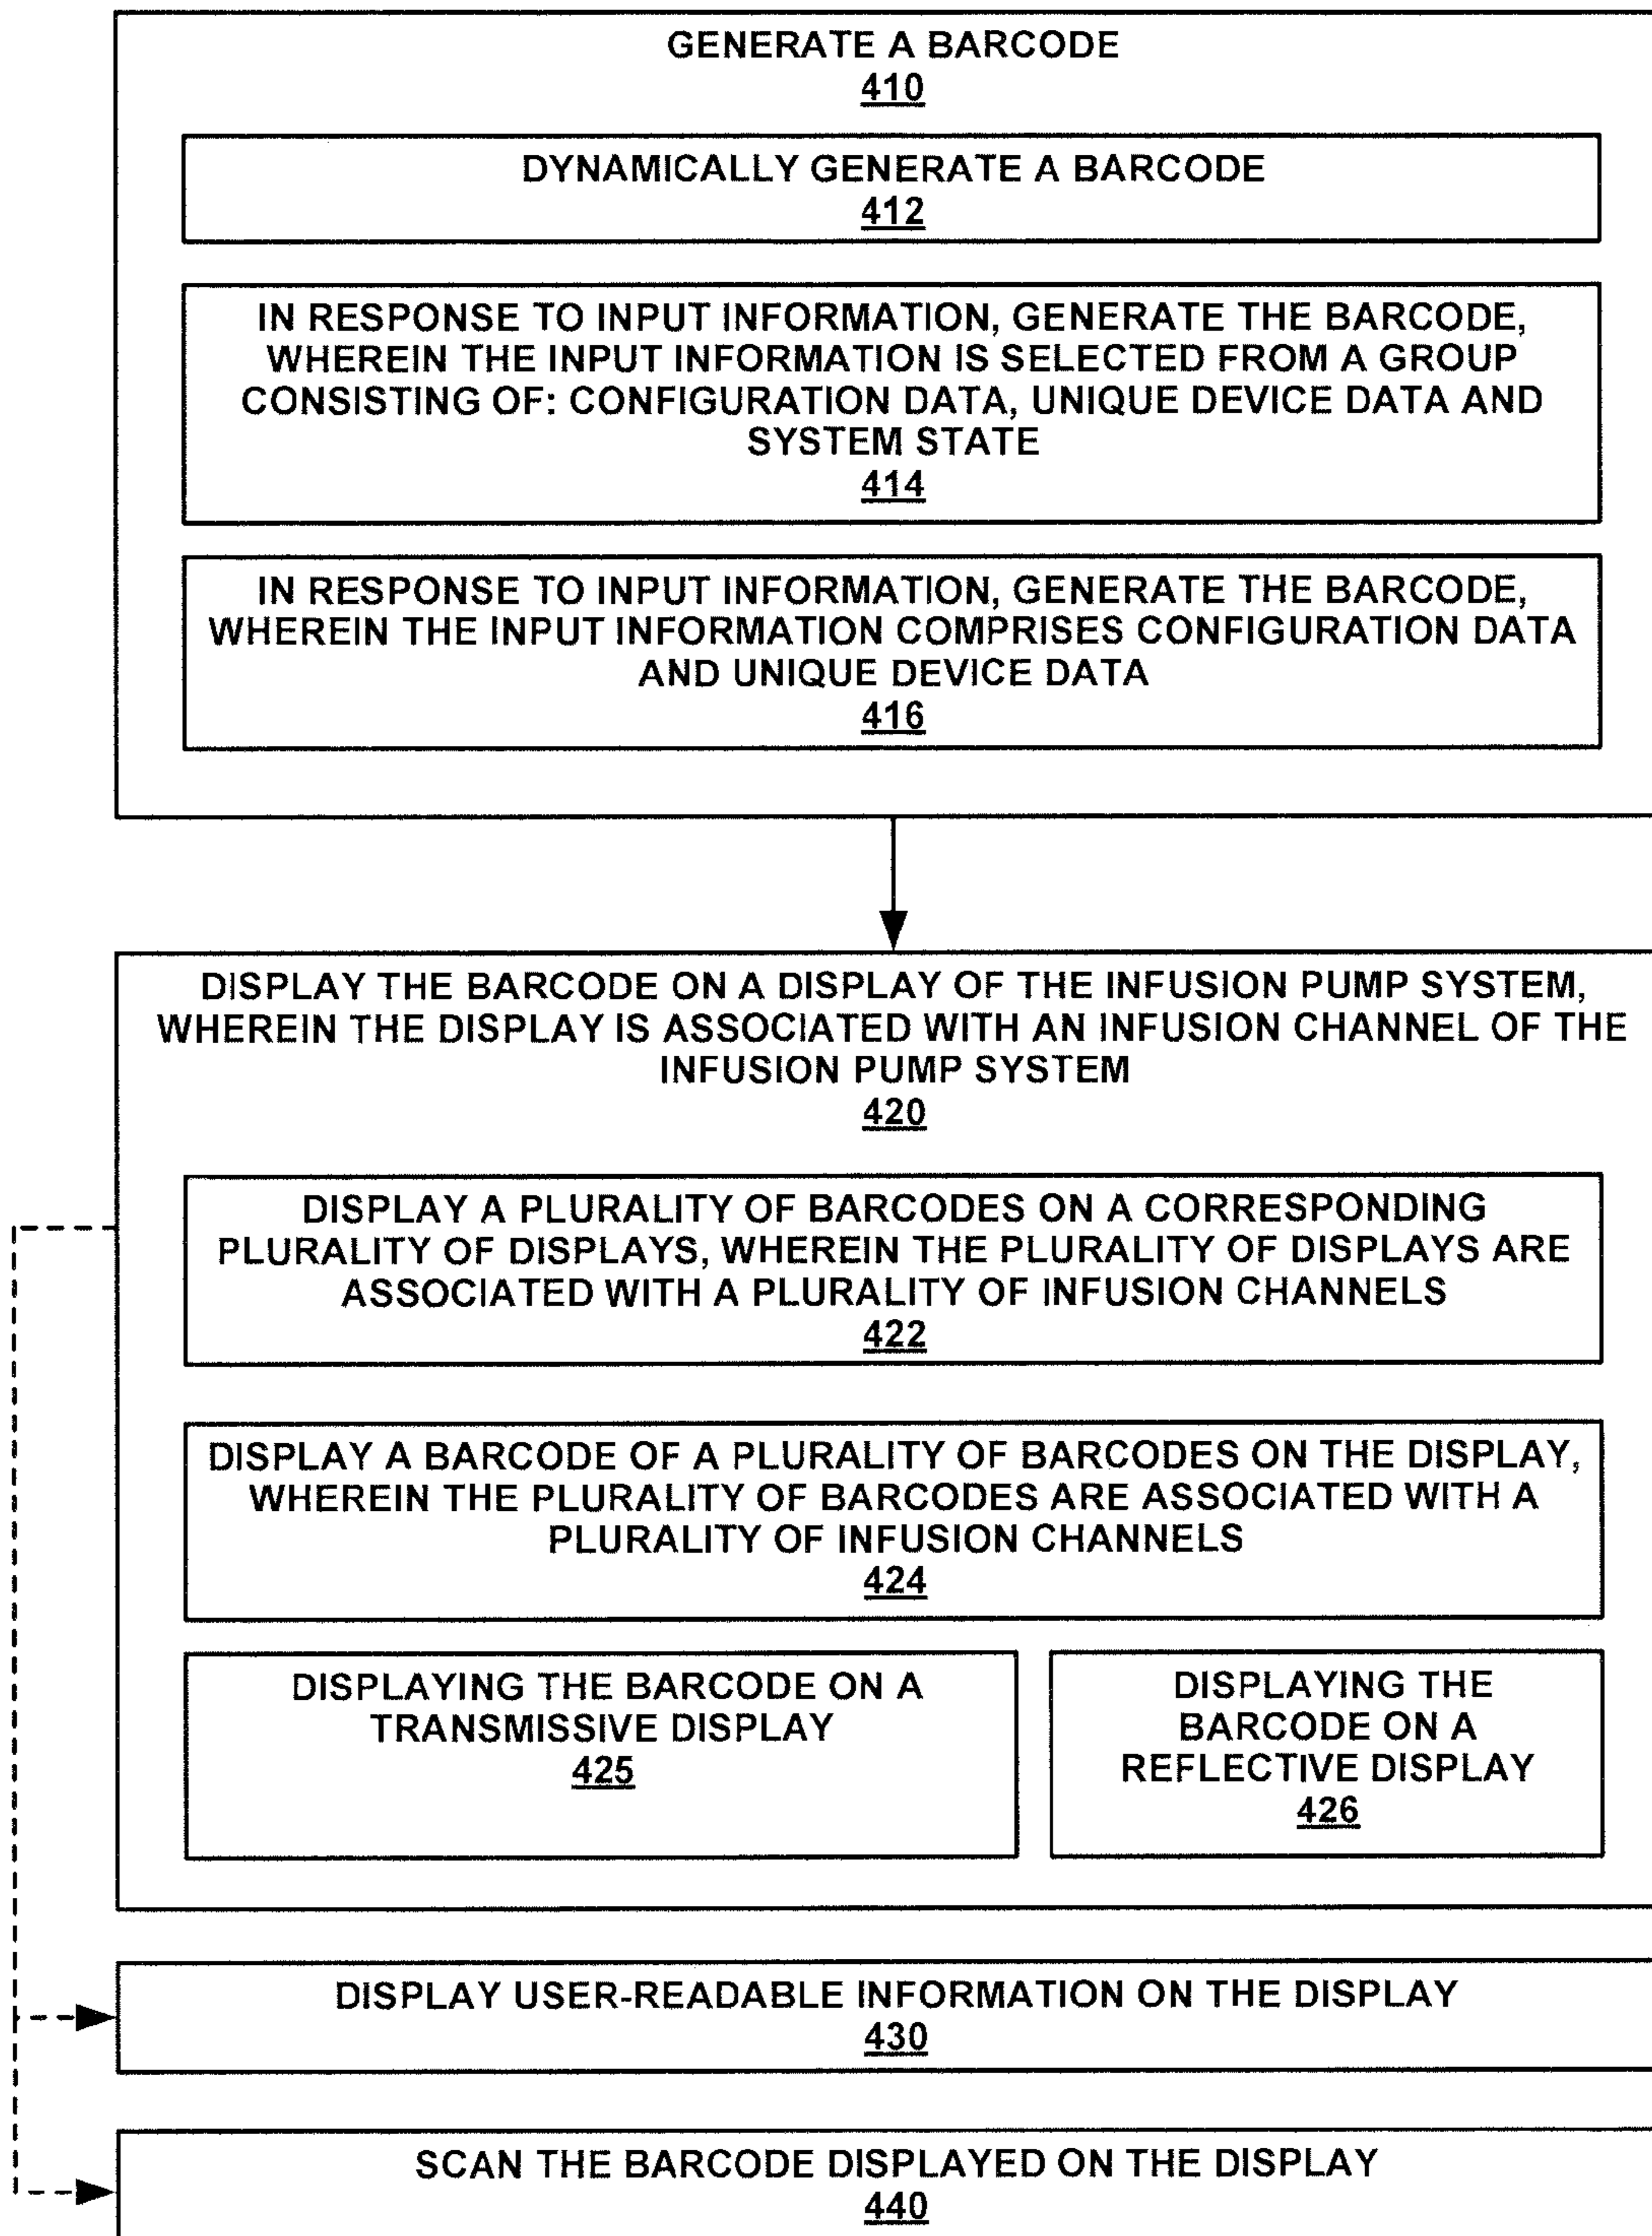 GENERATE A BARCODE
410
DYNAMICALLY GENERATE A BARCODE
412
IN RESPONSE TO INPUT INFORMATION, GENERATE THE BARCODE,
WHEREIN THE INPUT INFORMATION IS SELECTED FROM A GROUP
CONSISTING OF: CONFIGURATION DATA, UNIQUE DEVICE DATA AND
SYSTEM STATE
414
IN RESPONSE TO INPUT INFORMATION, GENERATE THE BARCODE,
WHEREIN THE INPUT INFORMATION COMPRISES CONFIGURATION DATA
AND UNIQUE DEVICE DATA
416
DISPLAY THE BARCODE ON A DISPLAY OF THE INFUSION PUMP SYSTEM,
WHEREIN THE DISPLAY IS ASSOCIATED WITH AN INFUSION CHANNEL OF THE
INFUSION PUMP SYSTEM
420
DISPLAY A PLURALITY OF BARCODES ON A CORRESPONDING
PLURALITY OF DISPLAYS, WHEREIN THE PLURALITY OF DISPLAYS ARE
ASSOCIATED WITH A PLURALITY OF INFUSION CHANNELS
422
DISPLAY A BARCODE OF A PLURALITY OF BARCODES ON THE DISPLAY,
WHEREIN THE PLURALITY OF BARCODES ARE ASSOCIATED WITH A
PLURALITY OF INFUSION CHANNELS
424
DISPLAYING THE BARCODE ON A
TRANSMISSIVE DISPLAY
425
DISPLAYING THE
BARCODE ON A
REFLECTIVE DISPLAY
426
DISPLAY USER-READABLE INFORMATION ON THE DISPLAY
430
SCAN THE BARCODE DISPLAYED ON THE DISPLAY
440